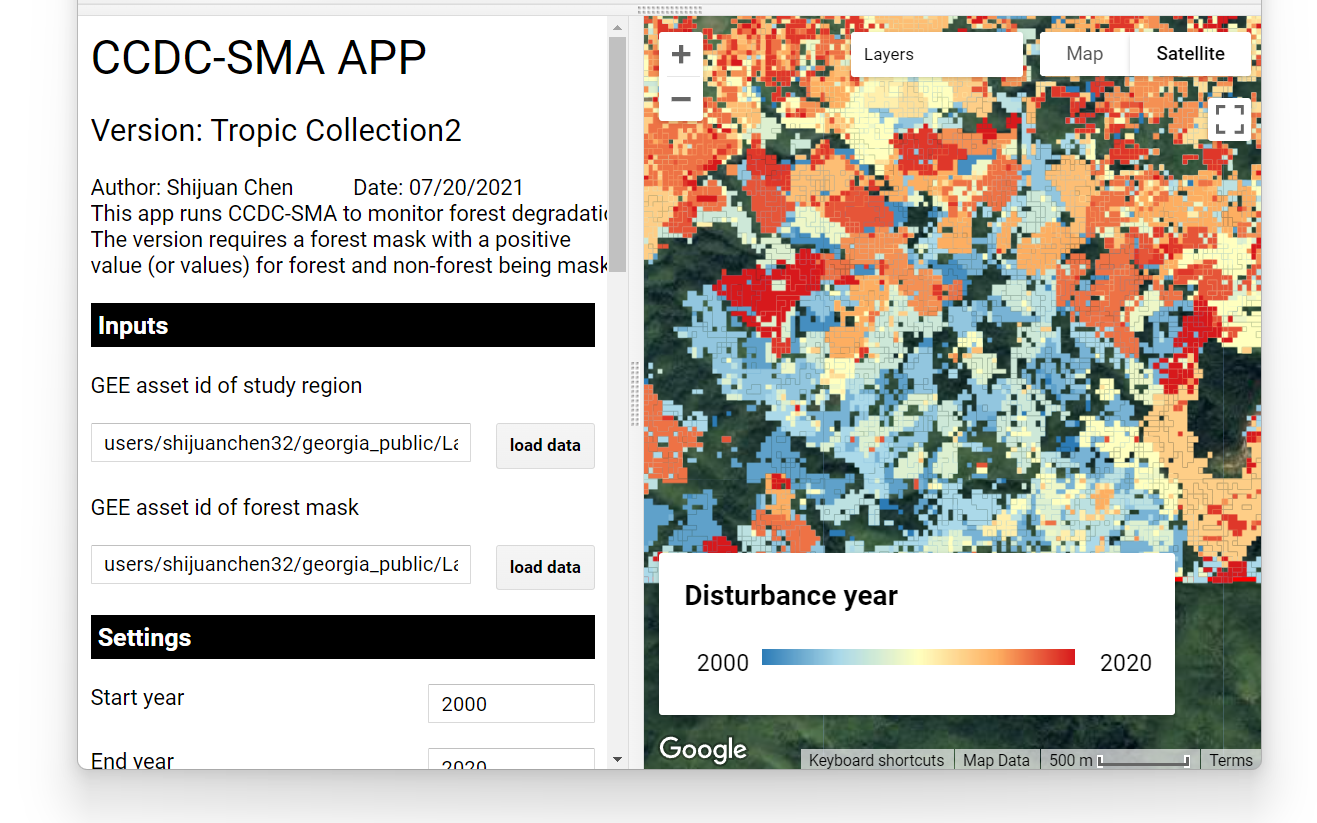 CCDC-SMA APP
Version: Tropic Collection2
Author: Shijuan Chen Date: 07/20/2021
This app runs CCDC-SMA to monitor forest
The version requires a forest mask with a positive
value (or values) for forest and non-forest being mask
Inputs
GEE asset id of study region
users/shijuanchen32/georgia_public/La
load data
GEE asset id of forest mask
users/shijuanchen32/georgia_public/La
load data
Settings
Start year
2000
End year
2020
+
−
Layers
Map
Satellite
Disturbance year
2000
2020
Google
Keyboard shortcuts
Map Data
500 m
Terms